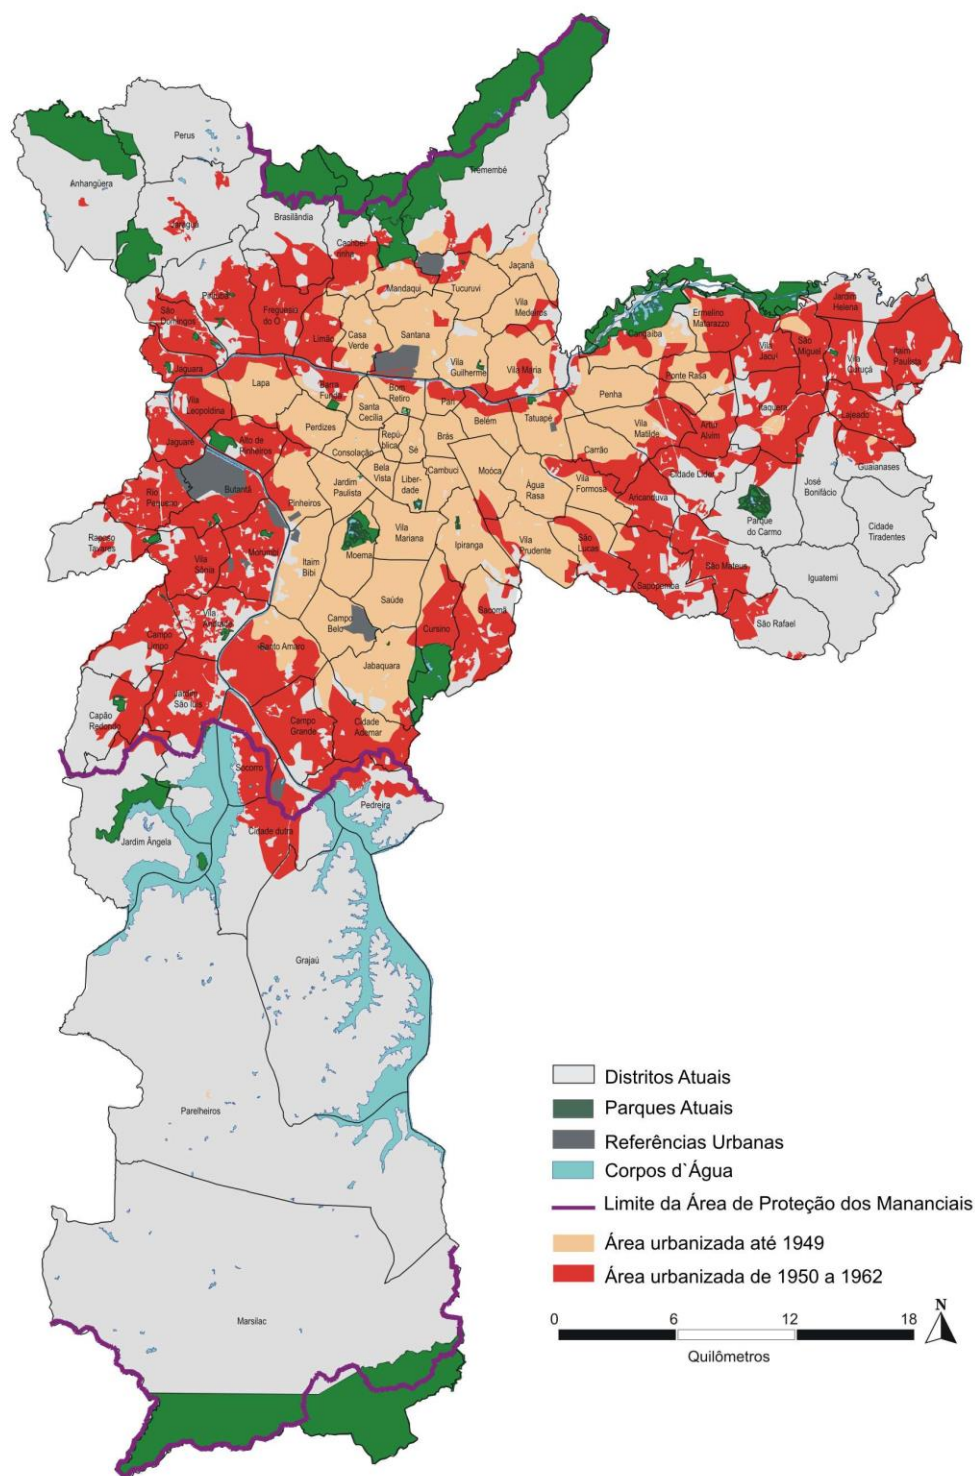 Perus
Anhangüera
Tremembé
Jaraguá
Brasilândia
Cachoei-
rinha
Jaçanã
Mandaqui
Tucuruvi
Pirituba
São
Domingos
Freguesia
do Ó
Limão
Casa
Verde
Santana
Vila
Medeiros
Vila
Guilherme
Vila Maria
Cangaíba
Ermelino
Matarazzo
Jardim
Helena
Vila
Jacuí
São
Miguel
Vila
Curuçá
Itaim
Paulista
Jaguara
Lapa
Barra
Funda
Bom
Retiro
Pari
Belém
Tatuapé
Penha
Ponte Rasa
Itaquera
Lajeado
Vila
Leopoldina
Perdizes
Santa
Cecília
Repú-
blica
Sé
Brás
Vila
Matilde
Artur
Alvim
Guaianases
Jaguaré
Alto de
Pinheiros
Consolação
Bela
Vista
Liber-
dade
Cambuci
Moóca
Água
Rasa
Carrão
Vila
Formosa
Cidade Líder
Aricanduva
Parque
do Carmo
José
Bonifácio
Cidade
Tiradentes
Iguatemi
Rio
Pequeno
Butantã
Pinheiros
Jardim
Paulista
Raposo
Tavares
Vila
Sônia
Morumbi
Itaim
Bibi
Moema
Vila
Mariana
Ipiranga
Vila
Prudente
São
Lucas
Sapopemba
São Mateus
São Rafael
Saúde
Campo
Belo
Cursino
Sacomã
Jabaquara
Campo
Limpo
Vila
Andrade
Santo Amaro
Capão
Redondo
Jardim
São Luís
Campo
Grande
Cidade
Ademar
Socorro
Pedreira
Cidade dutra
Jardim Ângela
Grajaú
Parelheiros
Marsilac
Distritos Atuais
Parques Atuais
Referências Urbanas
Corpos d`Água
Limite da Área de Proteção dos Mananciais
Área urbanizada até 1949
Área urbanizada de 1950 a 1962
0 6 12 18
Quilômetros
N